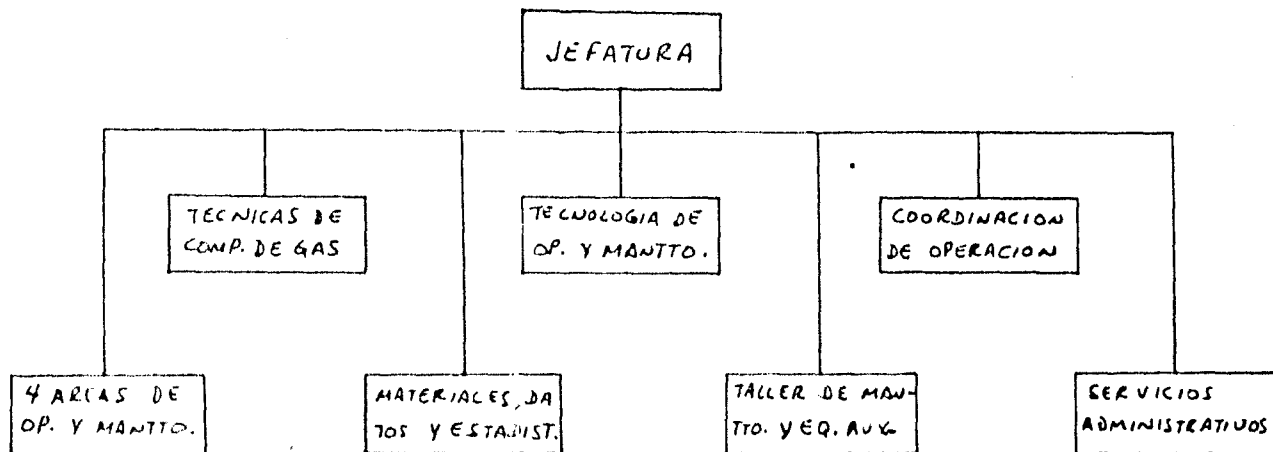 JEFATURA
TECNICAS DE
COMP. DE GAS
TECNOLOGIA DE
OP. Y MANTTO.
COORDINACION
DE OPERACION
4 AREAS DE
OP. Y MANTTO.
MATERIALES, DA
TOS Y ESTADIST.
TALLER DE MAN-
TTO. Y EQ. AUX.
SERVICIOS
ADMINISTRATIVOS